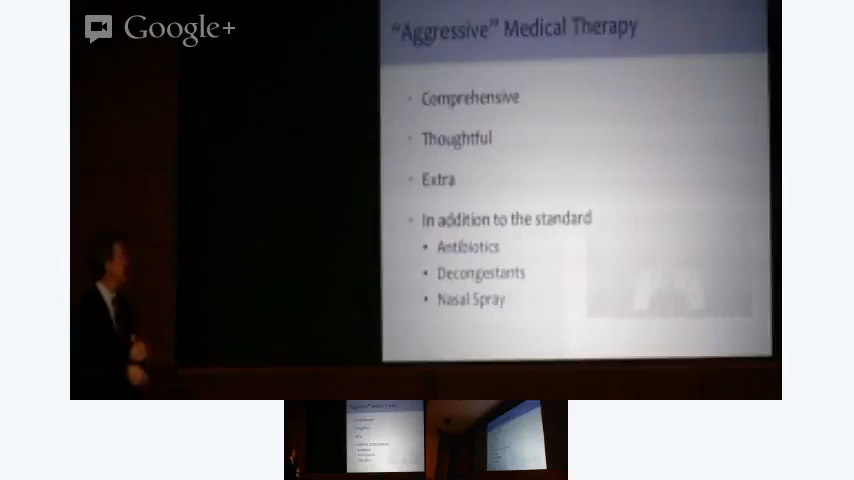 Google+
"Aggressive" Medical Therapy
Comprehensive
Thoughtful
Extra
In addition to the standard
Antibiotics
Decongestants
Nasal Spray